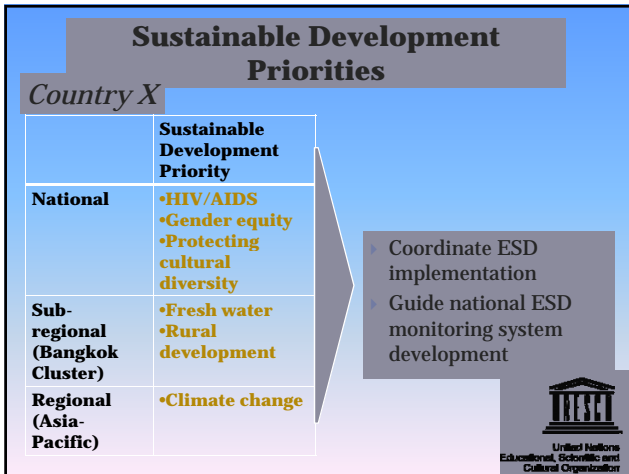 Sustainable Development
Priorities
Country X
Sustainable
Development
Priority
National
•HIV/AIDS
•Gender equity
•Protecting
cultural
diversity
Sub-
regional
(Bangkok
Cluster)
•Fresh water
•Rural
development
Regional
(Asia-
Pacific)
•Climate change
Coordinate ESD
implementation
Guide national ESD
monitoring system
development
UNESCO
United Nations
Educational, Scientific and
Cultural Organization